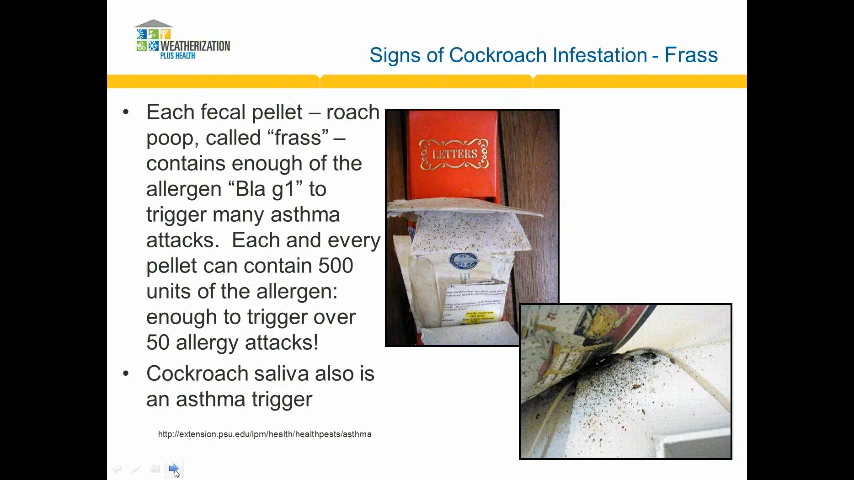 WEATHERIZATION
PLUS HEALTH
Signs of Cockroach Infestation - Frass
• Each fecal pellet – roach
poop, called “frass” –
contains enough of the
allergen “Bla g1” to
trigger many asthma
attacks.  Each and every
pellet can contain 500
units of the allergen:
enough to trigger over
50 allergy attacks!
• Cockroach saliva also is
an asthma trigger
http://extension.psu.edu/ipm/health/healthpests/asthma
LETTERS